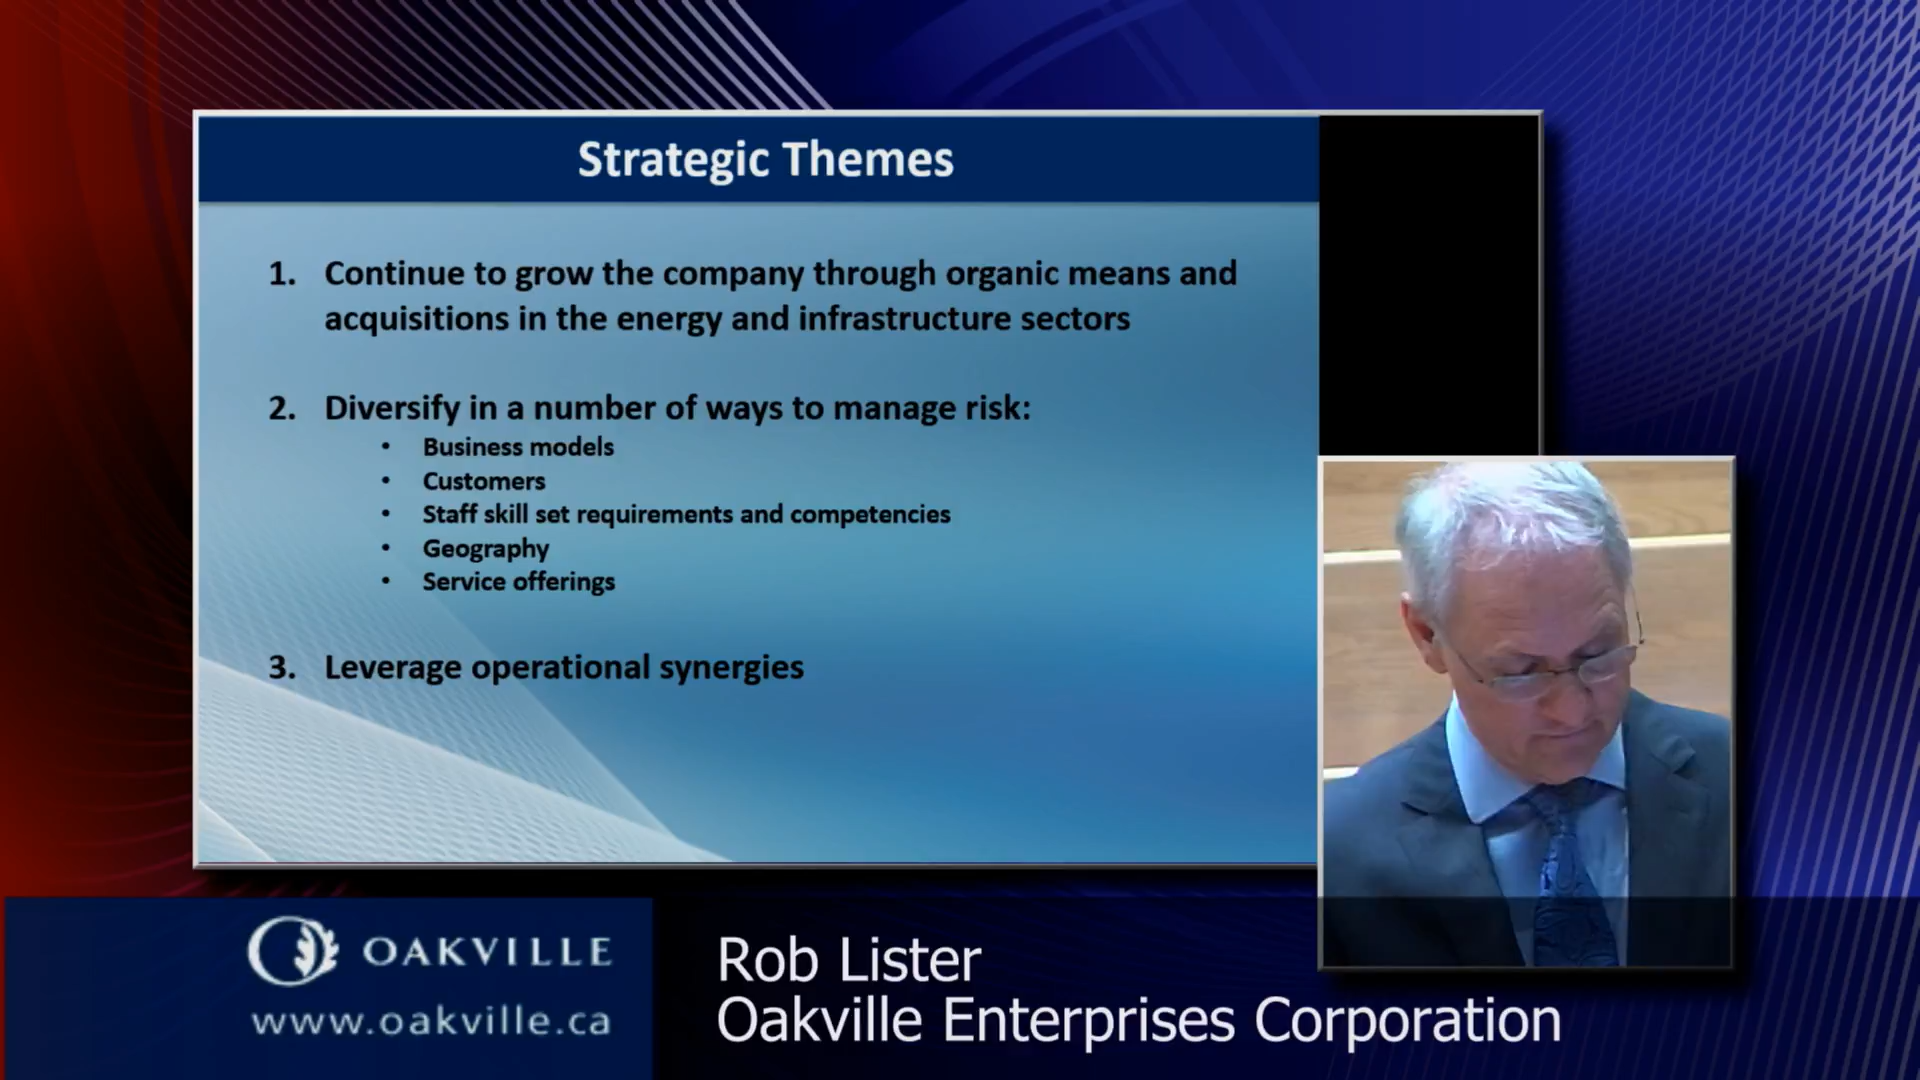 Strategic Themes
1. Continue to grow the company through organic means and
acquisitions in the energy and infrastructure sectors
2. Diversify in a number of ways to manage risk:
• Business models
• Customers
• Staff skill set requirements and competencies
• Geography
• Service offerings
3. Leverage operational synergies
OAKVILLE
www.oakville.ca
Rob Lister
Oakville Enterprises Corporation